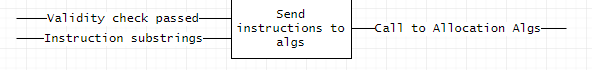 Validity check passed
Instruction substrings
Send
instructions to
algs
Call to Allocation Algs